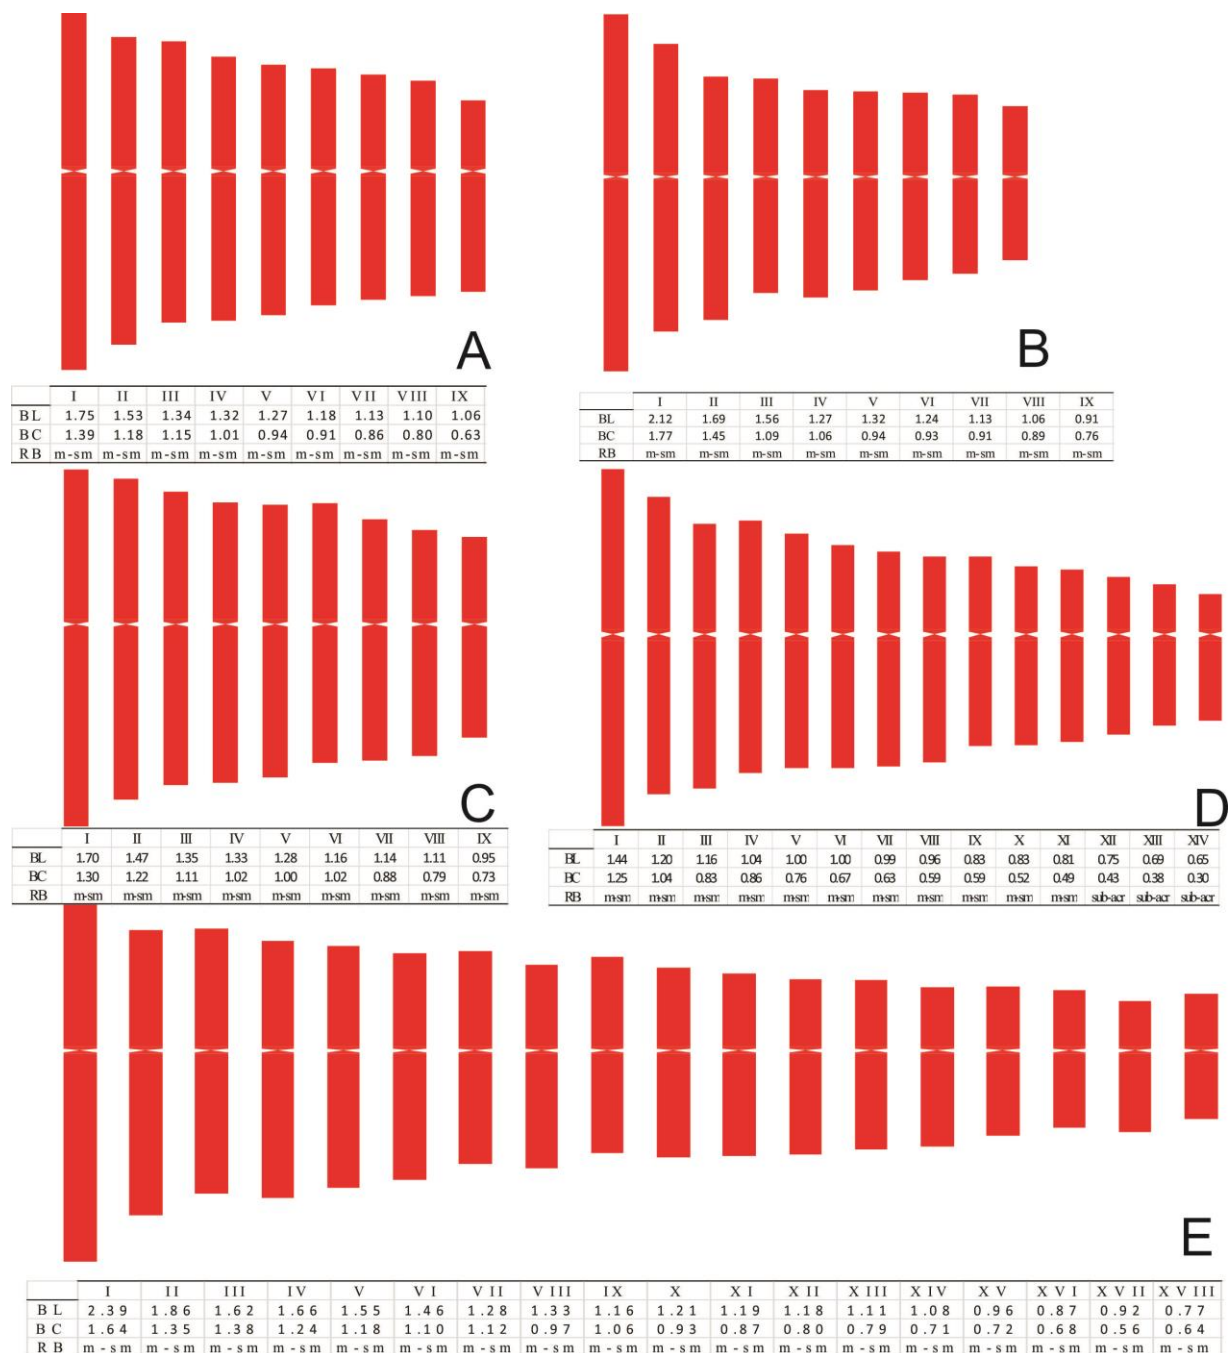 A
B
I II III IV V VI VII VIII IX
BL 1.75 1.53 1.34 1.32 1.27 1.18 1.13 1.10 1.06
BC 1.39 1.18 1.15 1.01 0.94 0.91 0.86 0.80 0.63
RB m-sm m-sm m-sm m-sm m-sm m-sm m-sm m-sm m-sm
I II III IV V VI VII VIII IX
BL 2.12 1.69 1.56 1.27 1.32 1.24 1.13 1.06 0.91
BC 1.77 1.45 1.09 1.06 0.94 0.93 0.91 0.89 0.76
RB m-sm m-sm m-sm m-sm m-sm m-sm m-sm m-sm m-sm
C
D
I II III IV V VI VII VIII IX
BL 1.70 1.47 1.35 1.33 1.28 1.16 1.14 1.11 0.95
BC 1.30 1.22 1.11 1.02 1.00 1.02 0.88 0.79 0.73
RB m-sm m-sm m-sm m-sm m-sm m-sm m-sm m-sm m-sm
I II III IV V VI VII VIII IX X XI XII XIII XIV
BL 1.44 1.20 1.16 1.04 1.00 1.00 0.99 0.96 0.83 0.83 0.81 0.75 0.69 0.65
BC 1.25 1.04 0.83 0.86 0.76 0.67 0.63 0.59 0.59 0.52 0.49 0.43 0.38 0.30
RB m-sm m-sm m-sm m-sm m-sm m-sm m-sm m-sm m-sm m-sm m-sm sub-acr sub-acr sub-acr
E
I II III IV V VI VII VIII IX X XI XII XIII XIV XV XVI XVII XVIII
BL 2.39 1.86 1.62 1.66 1.55 1.46 1.28 1.33 1.16 1.21 1.19 1.18 1.11 1.08 0.96 0.87 0.92 0.77
BC 1.64 1.35 1.38 1.24 1.18 1.10 1.12 0.97 1.06 0.93 0.87 0.80 0.79 0.71 0.72 0.68 0.56 0.64
RB m-sm m-sm m-sm m-sm m-sm m-sm m-sm m-sm m-sm m-sm m-sm m-sm m-sm m-sm m-sm m-sm m-sm m-sm